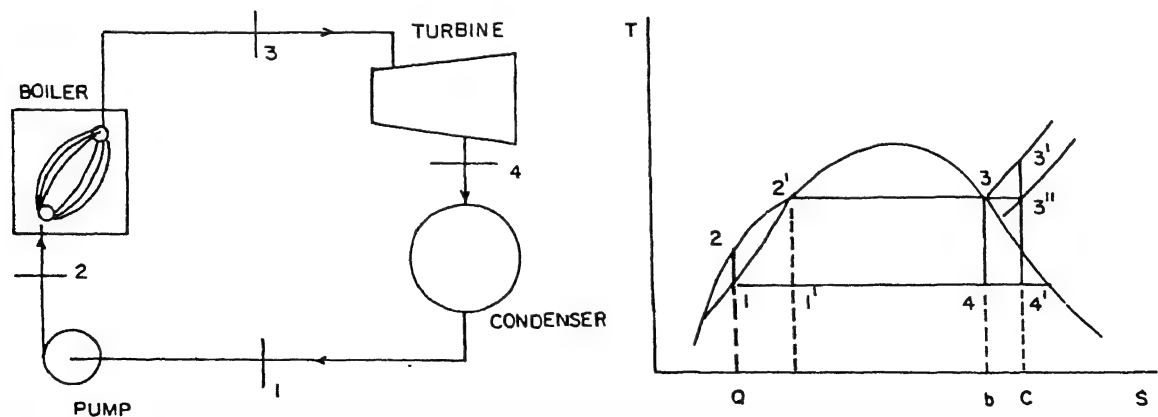 BOILER
TURBINE
CONDENSER
PUMP
1
2
3
4
T
S
Q
b
C
1
1'
2
2'
3
3'
3"
4
4'